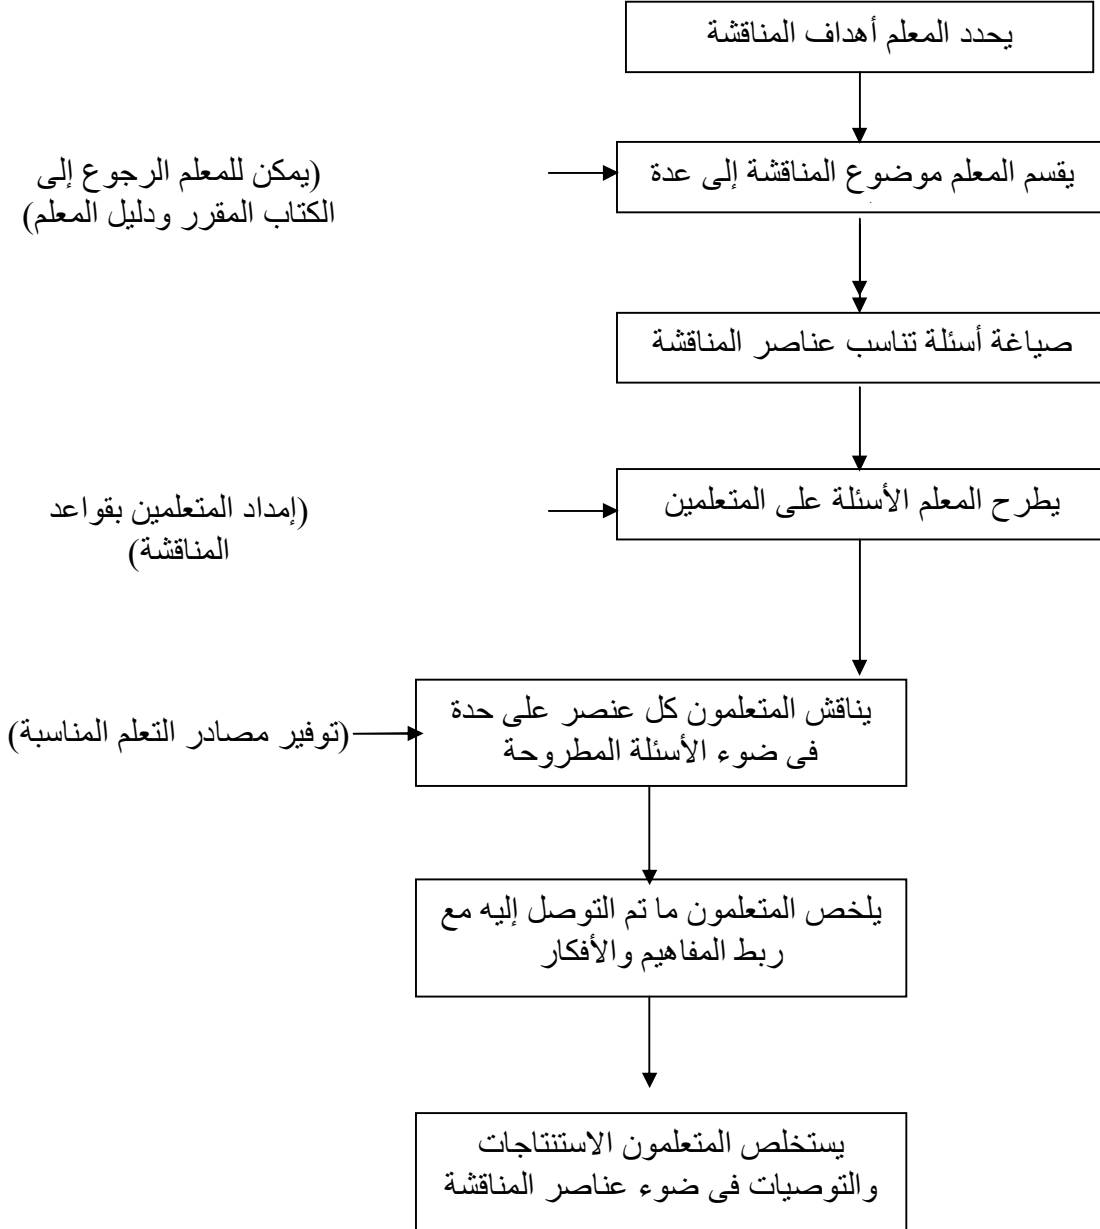 يحدد المعلم أهداف المناقشة
يقسم المعلم موضوع المناقشة إلى عدة
(يمكن للمعلم الرجوع إلى
الكتاب المقرر ودليل المعلم)
صياغة أسئلة تناسب عناصر المناقشة
يطرح المعلم الأسئلة على المتعلمين
(إمداد المتعلمين بقواعد
المناقشة)
يناقش المتعلمون كل عنصر على حدة
فى ضوء الأسئلة المطروحة
(توفير مصادر التعلم المناسبة)
يلخص المتعلمون ما تم التوصل إليه مع
ربط المفاهيم والأفكار
يستخلص المتعلمون الاستنتاجات
والتوصيات فى ضوء عناصر المناقشة